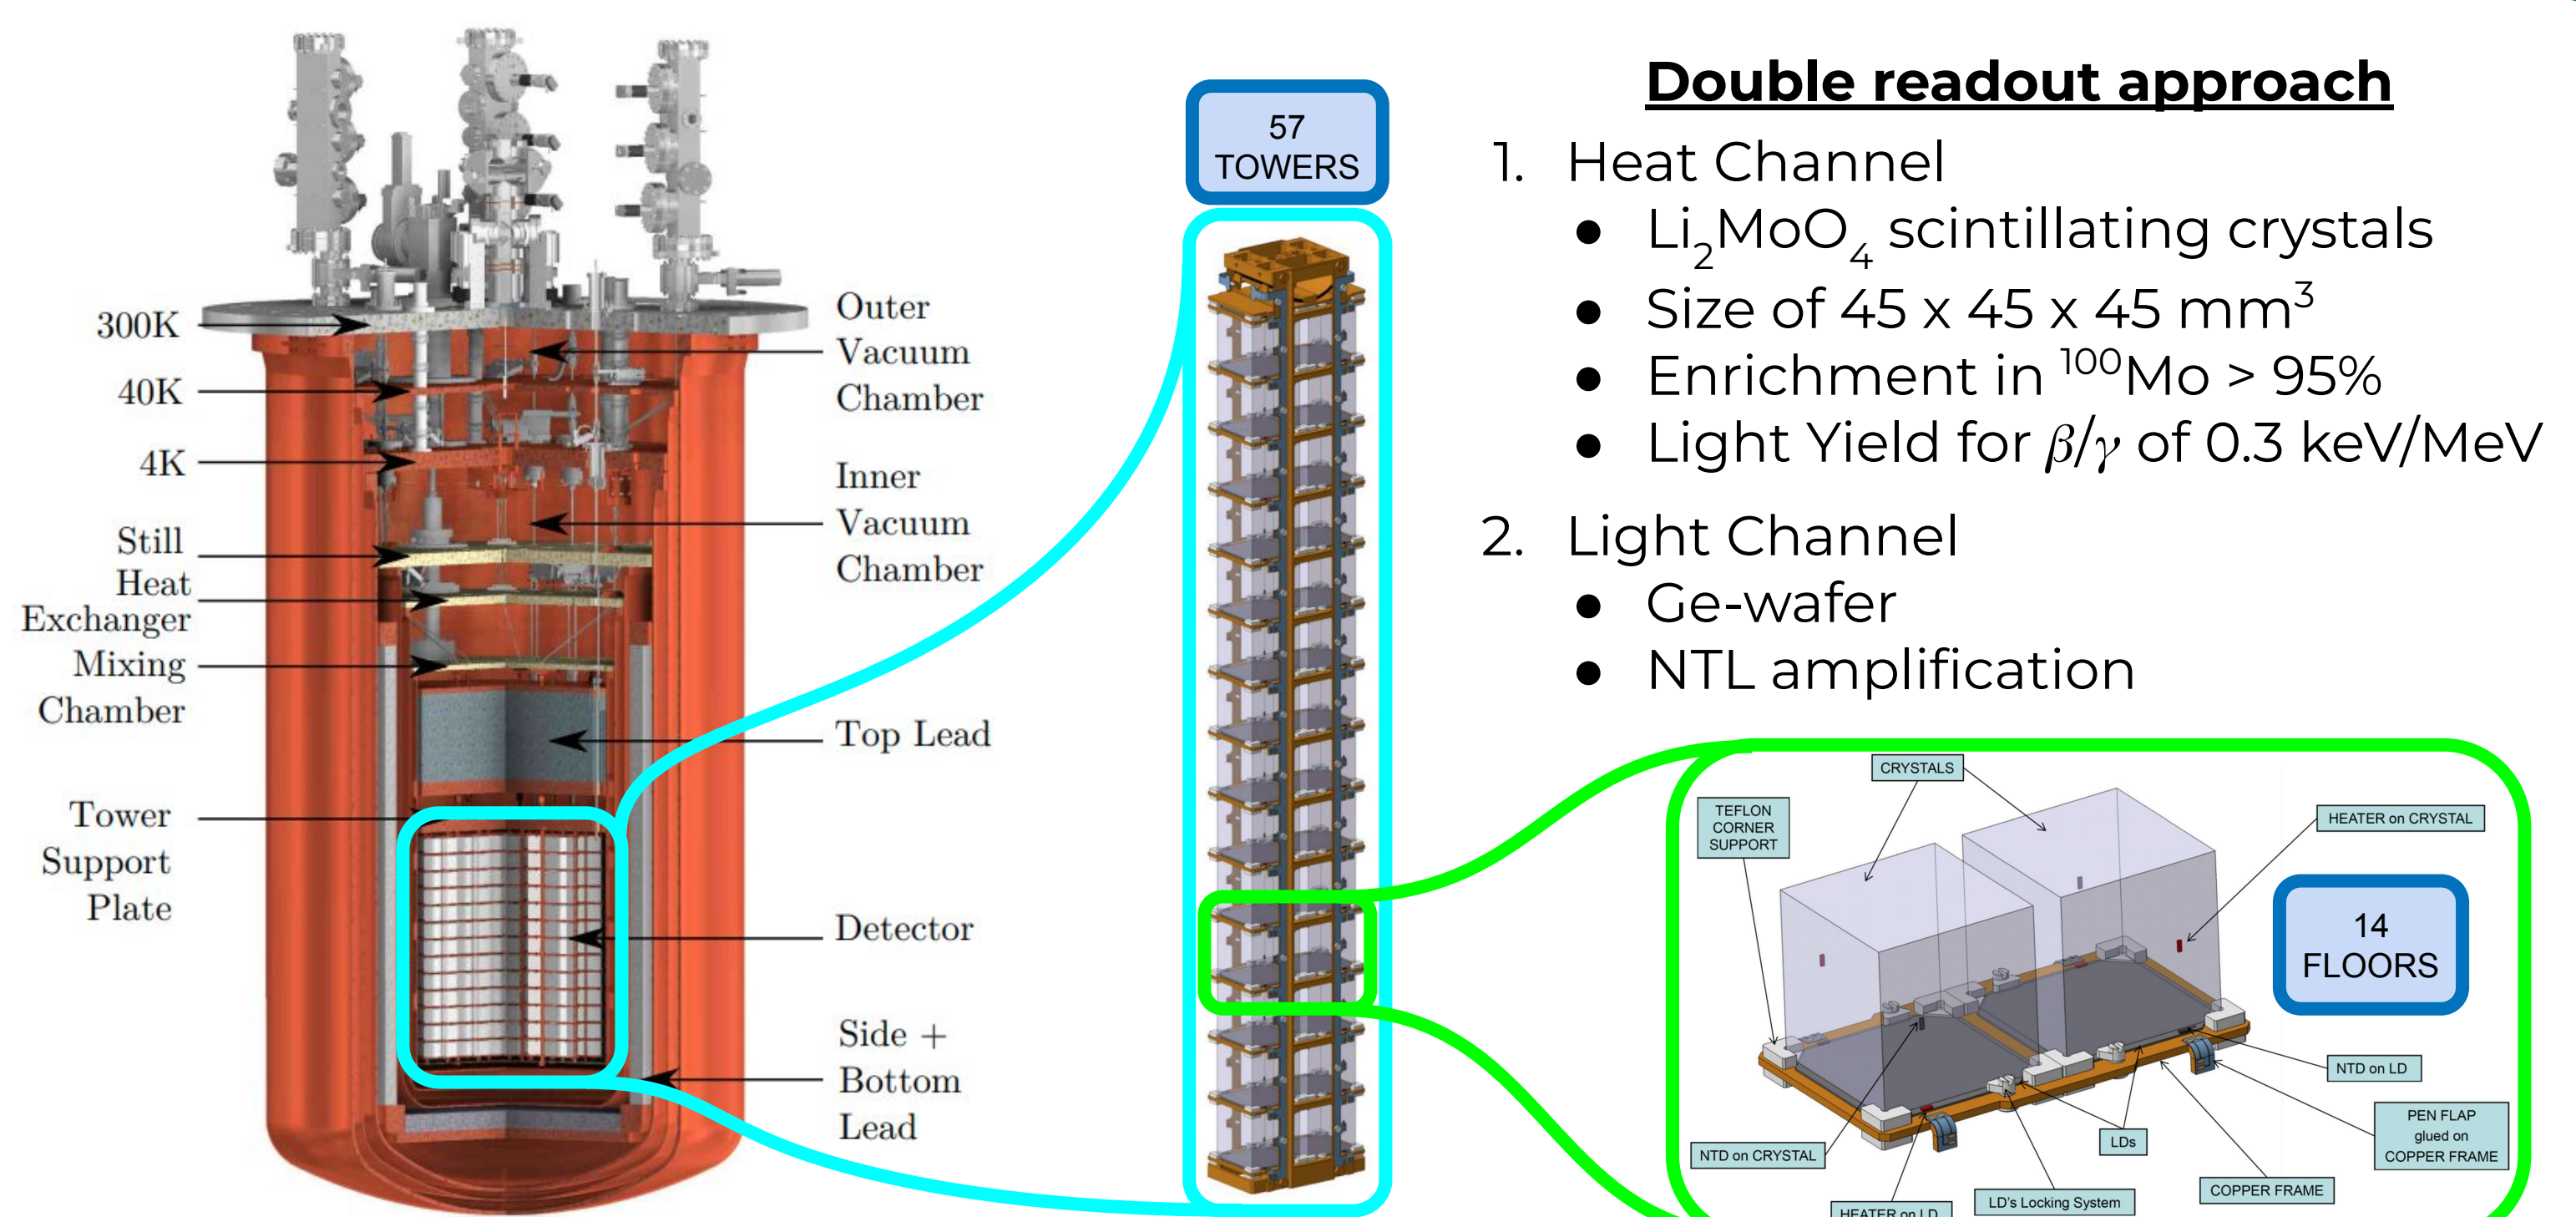 300K
40K
4K
Still
Heat
Exchanger
Mixing
Chamber
Tower
Support
Plate
Outer
Vacuum
Chamber
Inner
Vacuum
Chamber
Top Lead
Detector
Side +
Bottom
Lead
57
TOWERS
Double readout approach
1. Heat Channel
● Li₂MoO₄ scintillating crystals
● Size of 45 x 45 x 45 mm³
● Enrichment in ¹⁰⁰Mo > 95%
● Light Yield for β/γ of 0.3 keV/MeV
2. Light Channel
● Ge-wafer
● NTL amplification
CRYSTALS
TEFLON
CORNER
SUPPORT
HEATER on CRYSTAL
14
FLOORS
NTD on LD
PEN FLAP
glued on
COPPER FRAME
LDs
NTD on CRYSTAL
COPPER FRAME
LD's Locking System
HEATER on LD